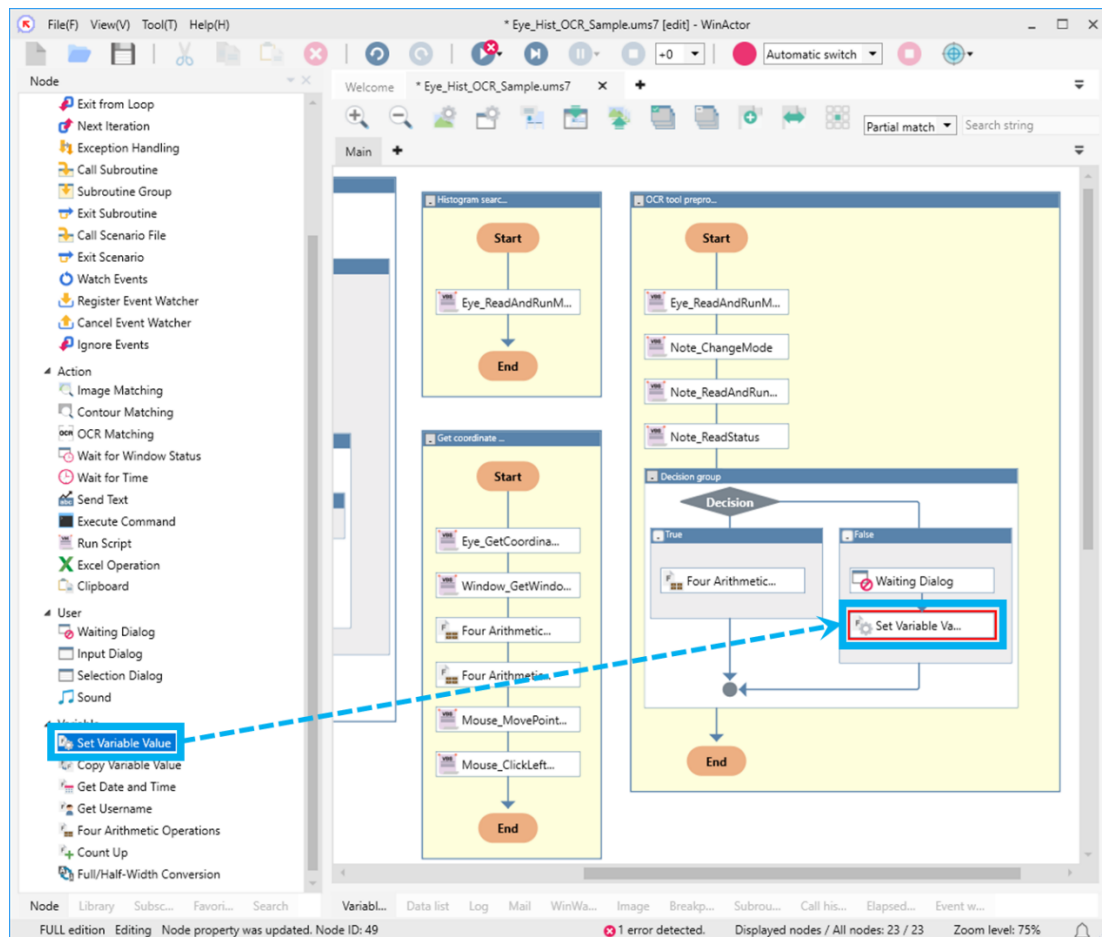 File(F) View(V) Tool(T) Help(H)
* Eye_Hist_OCR_Sample.ums7 [edit] - WinActor
+0
Automatic switch
Node
Exit from Loop
Next Iteration
Exception Handling
Call Subroutine
Subroutine Group
Exit Subroutine
Call Scenario File
Exit Scenario
Watch Events
Register Event Watcher
Cancel Event Watcher
Ignore Events
Action
Image Matching
Contour Matching
OCR OCR Matching
Wait for Window Status
Wait for Time
Send Text
Execute Command
Run Script
Excel Operation
Clipboard
User
Waiting Dialog
Input Dialog
Selection Dialog
Sound
Variable
Set Variable Value
Copy Variable Value
Get Date and Time
Get Username
Four Arithmetic Operations
Count Up
Full/Half-Width Conversion
Node Library Subsc... Favori... Search
Welcome * Eye_Hist_OCR_Sample.ums7
Partial match Search string
Main
Histogram searc...
Start
Eye_ReadAndRunM...
End
Get coordinate ...
Start
Eye_GetCoordina...
Window_GetWindo...
Four Arithmetic...
Four Arithmetic...
Mouse_MovePoint...
Mouse_ClickLeft...
End
OCR tool prepro...
Start
Eye_ReadAndRunM...
Note_ChangeMode
Note_ReadAndRun...
Note_ReadStatus
Decision group
Decision
True
Four Arithmetic...
False
Waiting Dialog
Set Variable Va...
End
Variabl... Data list Log Mail WinWa... Image Breakp... Subrou... Call his... Elapsed... Event w...
FULL edition Editing Node property was updated. Node ID: 49
1 error detected. Displayed nodes / All nodes: 23 / 23 Zoom level: 75%